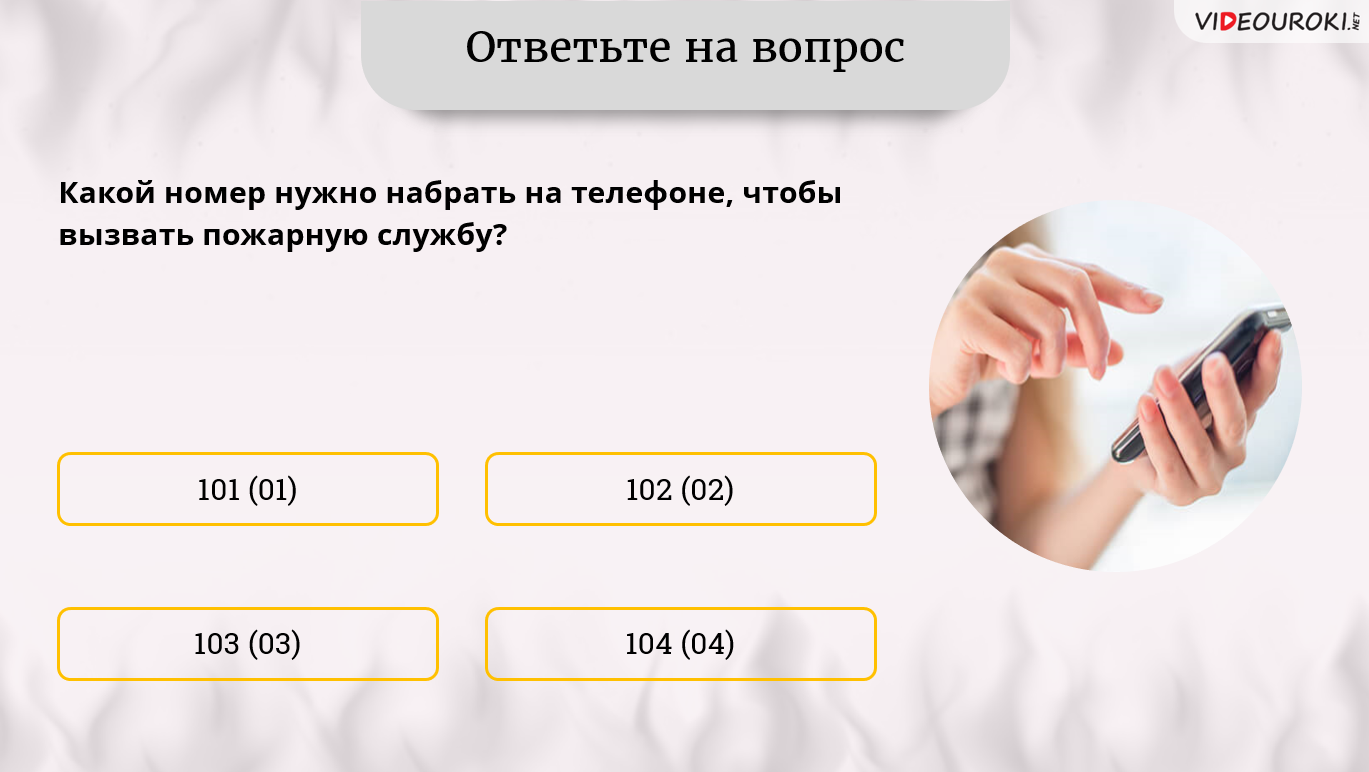 Ответьте на вопрос
VIDEOUROKI.NET
Какой номер нужно набрать на телефоне, чтобы
вызвать пожарную службу?
101 (01)
102 (02)
103 (03)
104 (04)